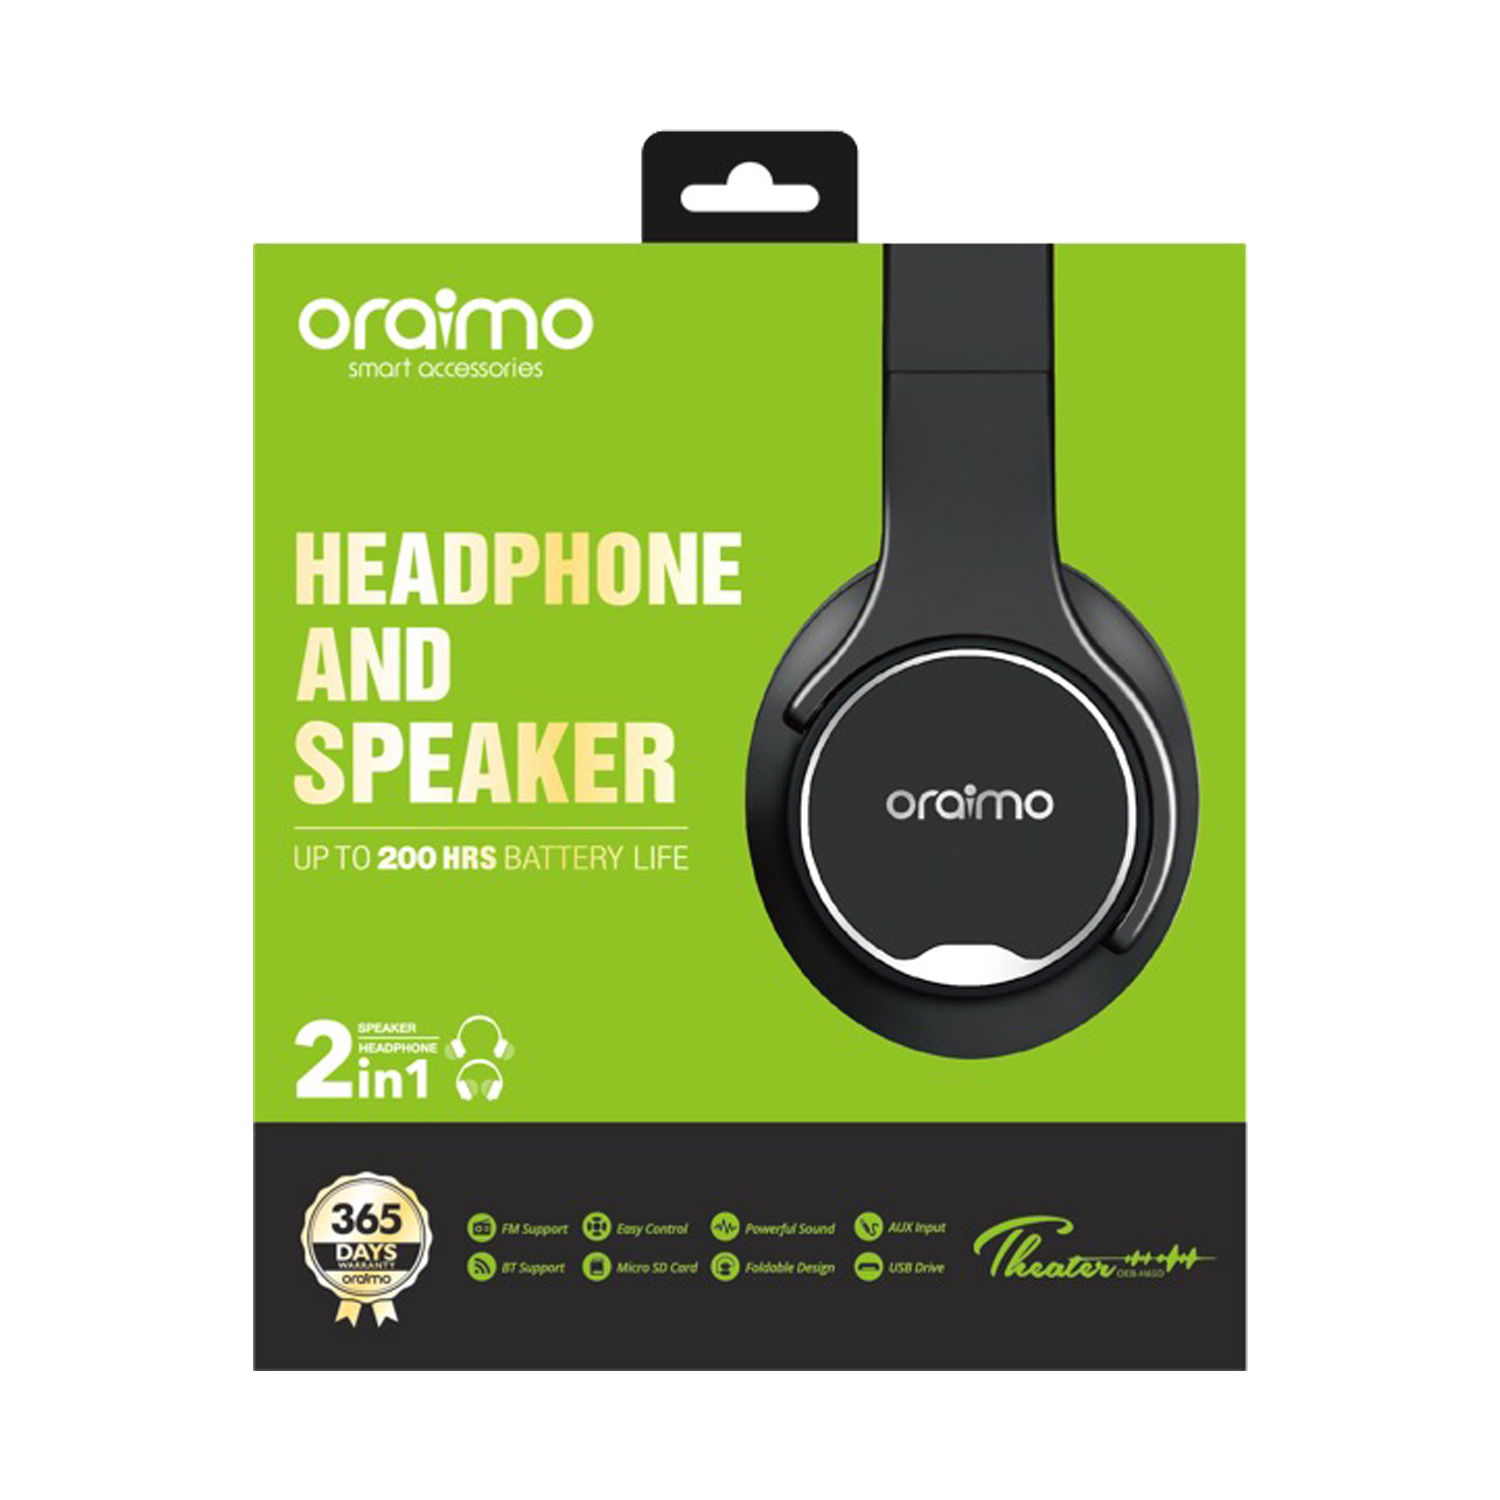 oraimo
smart accessories
HEADPHONE
AND
SPEAKER
UP TO 200 HRS BATTERY LIFE
oraimo
2in1
SPEAKER
HEADPHONE
365
DAYS
WARRANTY
oraimo
FM Support
Easy Control
Powerful Sound
AUX Input
BT Support
Micro SD Card
Foldable Design
USB Drive
Theater
OEB-H65D